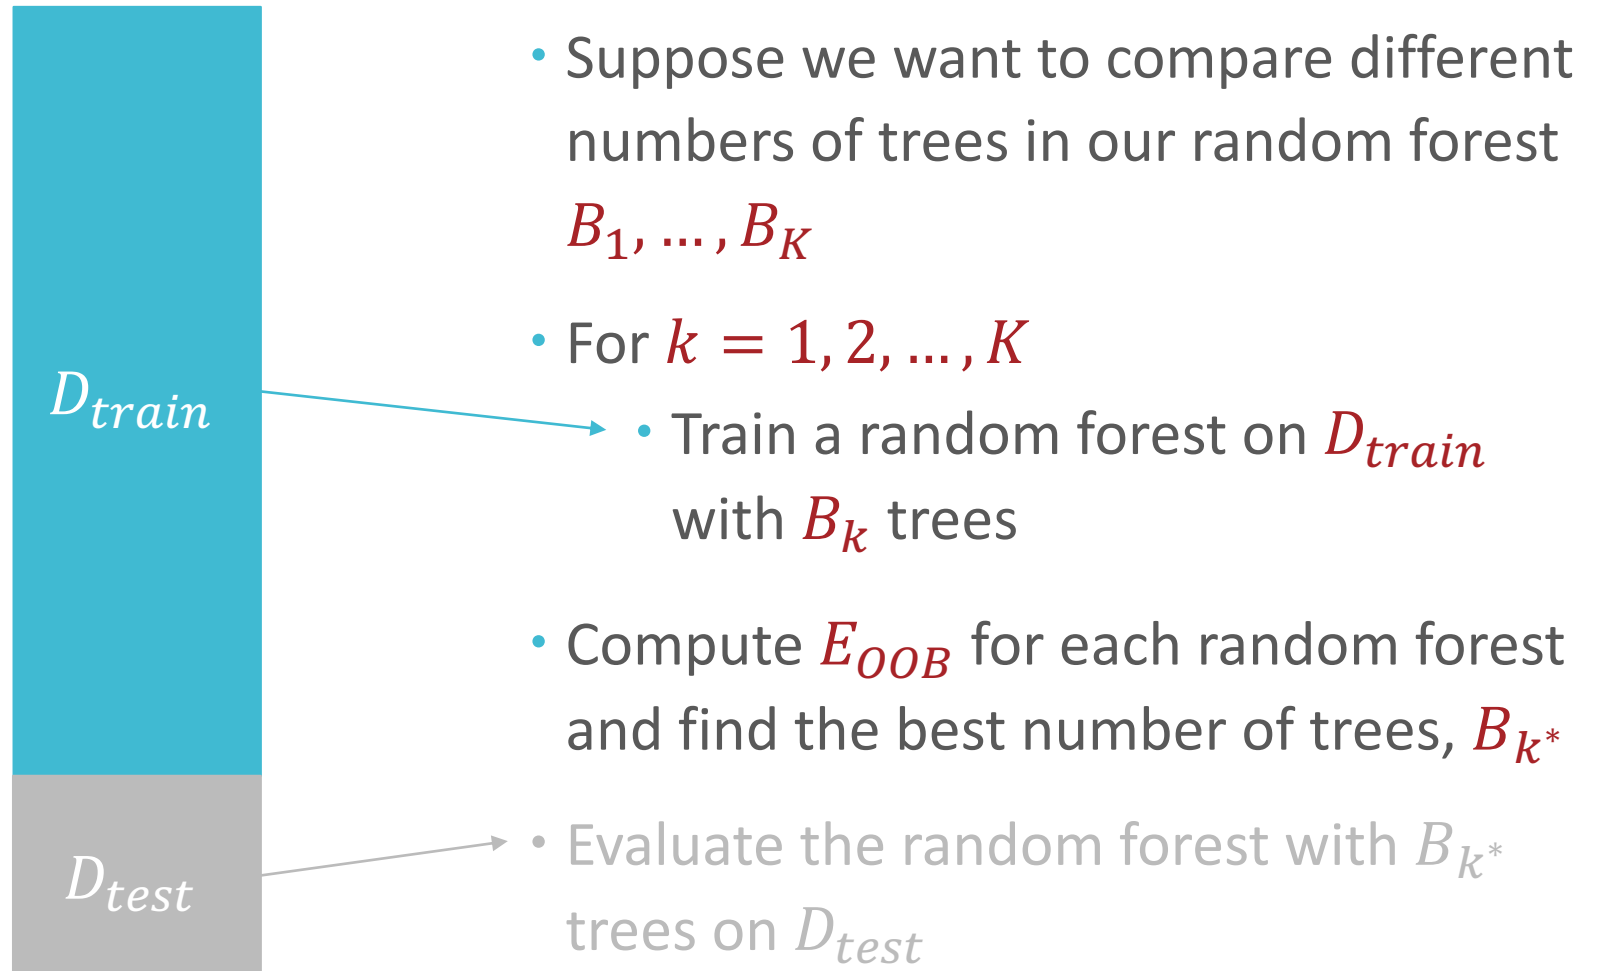 • Suppose we want to compare different
numbers of trees in our random forest
B₁, … , B_K
• For k = 1, 2, … , K
D_train
• Train a random forest on D_train
with B_k trees
• Compute E_OOB for each random forest
and find the best number of trees, B_k*
D_test
• Evaluate the random forest with B_k*
trees on D_test